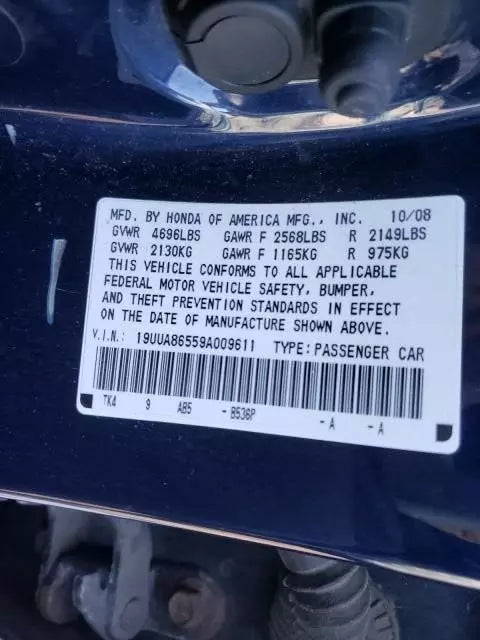 MFD. BY HONDA OF AMERICA MFG., INC. 10/08
GVWR 4696LBS GAWR F 2568LBS R 2149LBS
GVWR 2130KG GAWR F 1165KG R 975KG
THIS VEHICLE CONFORMS TO ALL APPLICABLE
FEDERAL MOTOR VEHICLE SAFETY, BUMPER,
AND THEFT PREVENTION STANDARDS IN EFFECT
ON THE DATE OF MANUFACTURE SHOWN ABOVE.
V.I.N.: 19UUA86559A009611 TYPE:PASSENGER CAR
TK4 9 AB5 -B536P -A -A